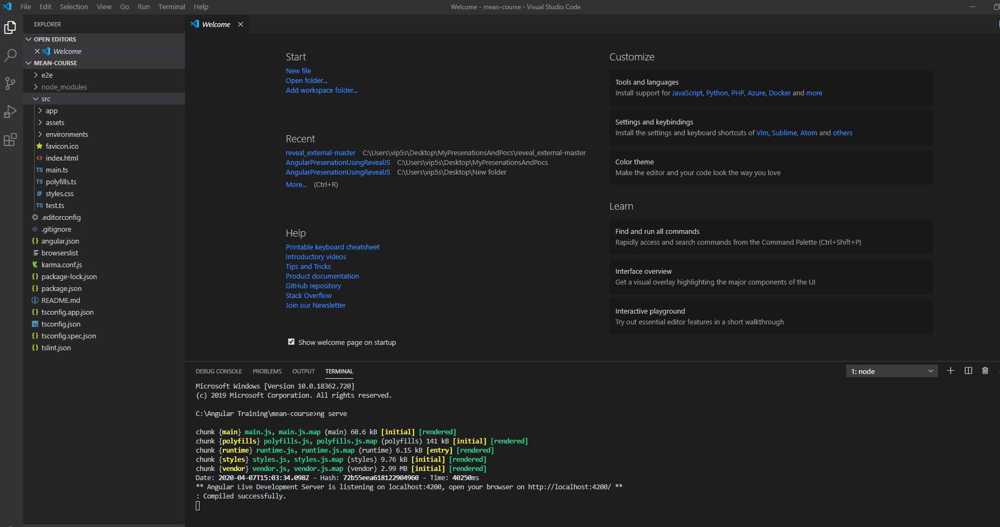 File Edit Selection View Go Run Terminal Help
Welcome - mean-course - Visual Studio Code
EXPLORER
OPEN EDITORS
Welcome
MEAN-COURSE
e2e
node_modules
src
app
assets
environments
favicon.ico
<> index.html
TS main.ts
TS polyfills.ts
# styles.css
TS test.ts
.editorconfig
.gitignore
{} angular.json
browserslist
karma.conf.js
{} package-lock.json
{} package.json
README.md
{} tsconfig.app.json
TS tsconfig.json
{} tsconfig.spec.json
{} tslint.json
Welcome
Start
New file
Open folder...
Add workspace folder...
Recent
reveal_external-master C:\Users\vip5s\Desktop\MyPresenationsAndPocs\reveal_external-master
AngularPresenationUsingRevealJS C:\Users\vip5s\Desktop\MyPresenationsAndPocs
AngularPresenationUsingRevealJS C:\Users\vip5s\Desktop\New folder
More... (Ctrl+R)
Help
Printable keyboard cheatsheet
Introductory videos
Tips and Tricks
Product documentation
GitHub repository
Stack Overflow
Join our Newsletter
Show welcome page on startup
Customize
Tools and languages
Install support for JavaScript, Python, PHP, Azure, Docker and more
Settings and keybindings
Install the settings and keyboard shortcuts of Vim, Sublime, Atom and others
Color theme
Make the editor and your code look the way you love
Learn
Find and run all commands
Rapidly access and search commands from the Command Palette (Ctrl+Shift+P)
Interface overview
Get a visual overlay highlighting the major components of the UI
Interactive playground
Try out essential editor features in a short walkthrough
DEBUG CONSOLE PROBLEMS OUTPUT TERMINAL
1: node
Microsoft Windows [Version 10.0.18362.720]
(c) 2019 Microsoft Corporation. All rights reserved.
C:\Angular Training\mean-course>ng serve
chunk {main} main.js, main.js.map (main) 60.6 kB [initial] [rendered]
chunk {polyfills} polyfills.js, polyfills.js.map (polyfills) 141 kB [initial] [rendered]
chunk {runtime} runtime.js, runtime.js.map (runtime) 6.15 kB [entry] [rendered]
chunk {styles} styles.js, styles.js.map (styles) 9.76 kB [initial] [rendered]
chunk {vendor} vendor.js, vendor.js.map (vendor) 2.99 MB [initial] [rendered]
Date: 2020-04-07T15:03:34.098Z - Hash: 72b55eea618122904960 - Time: 40250ms
** Angular Live Development Server is listening on localhost:4200, open your browser on http://localhost:4200/ **
: Compiled successfully.